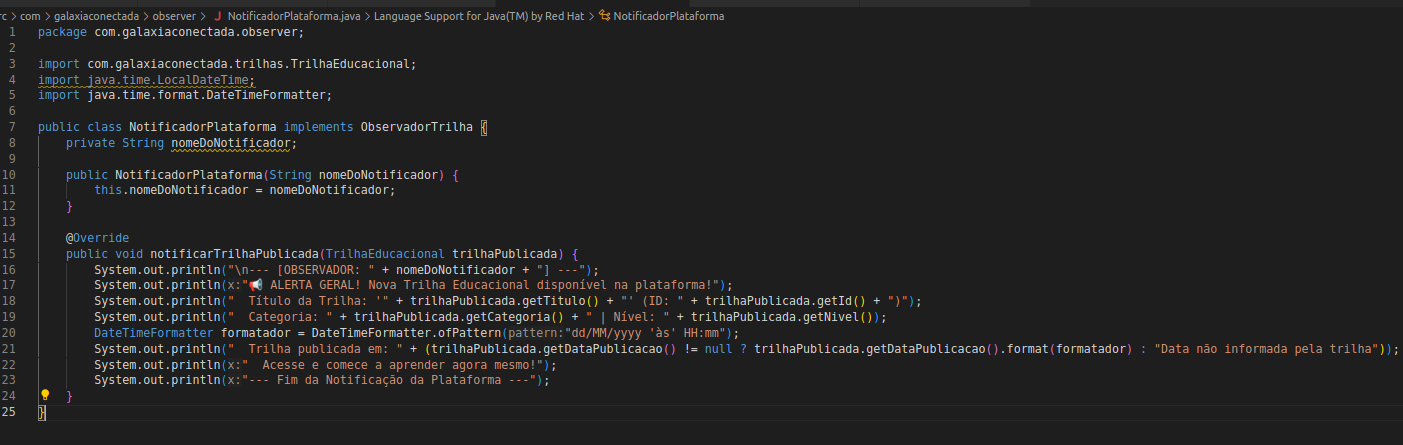 rc > com > galaxiaconectada > observer > J NotificadorPlataforma.java > Language Support for Java(TM) by Red Hat > NotificadorPlataforma
1 package com.galaxiaconectada.observer;
2
3 import com.galaxiaconectada.trilhas.TrilhaEducacional;
4 import java.time.LocalDateTime;
5 import java.time.format.DateTimeFormatter;
6
7 public class NotificadorPlataforma implements ObservadorTrilha {
8     private String nomeDoNotificador;
9
10     public NotificadorPlataforma(String nomeDoNotificador) {
11         this.nomeDoNotificador = nomeDoNotificador;
12     }
13
14     @Override
15     public void notificarTrilhaPublicada(TrilhaEducacional trilhaPublicada) {
16         System.out.println("\n--- [OBSERVADOR: " + nomeDoNotificador + "] ---");
17         System.out.println(x:"📢 ALERTA GERAL! Nova Trilha Educacional disponível na plataforma!");
18         System.out.println("  Título da Trilha: '" + trilhaPublicada.getTitulo() + "' (ID: " + trilhaPublicada.getId() + ")");
19         System.out.println("  Categoria: " + trilhaPublicada.getCategoria() + " | Nível: " + trilhaPublicada.getNivel());
20         DateTimeFormatter formatador = DateTimeFormatter.ofPattern(pattern:"dd/MM/yyyy 'às' HH:mm");
21         System.out.println("  Trilha publicada em: " + (trilhaPublicada.getDataPublicacao() != null ? trilhaPublicada.getDataPublicacao().format(formatador) : "Data não informada pela trilha"));
22         System.out.println(x:"  Acesse e comece a aprender agora mesmo!");
23         System.out.println(x:"--- Fim da Notificação da Plataforma ---");
24     }
25 }